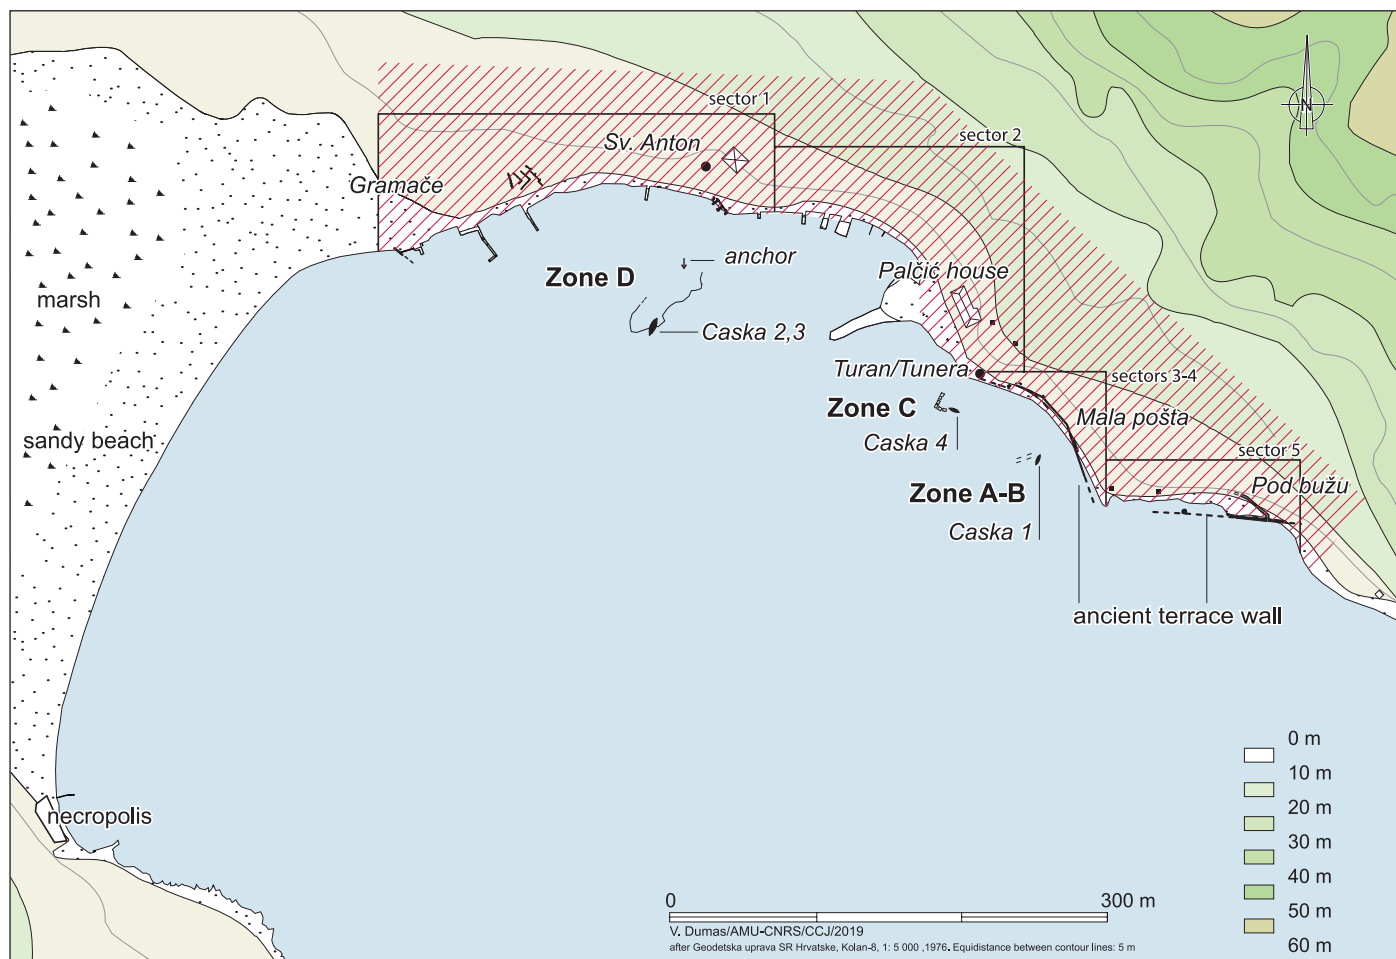 sector 1
sector 2
Sv. Anton
N
Gramače
anchor
Zone D
Palčić house
marsh
Caska 2,3
Turan/Tunera
sectors 3-4
Zone C
Mala pošta
sandy beach
Caska 4
sector 5
Zone A-B
Pod bužu
Caska 1
ancient terrace wall
necropolis
0 m
10 m
20 m
30 m
40 m
50 m
60 m
0 300 m
V. Dumas/AMU-CNRS/CCJ/2019
after Geodetska uprava SR Hrvatske, Kolan-8, 1: 5 000 ,1976. Equidistance between contour lines: 5 m